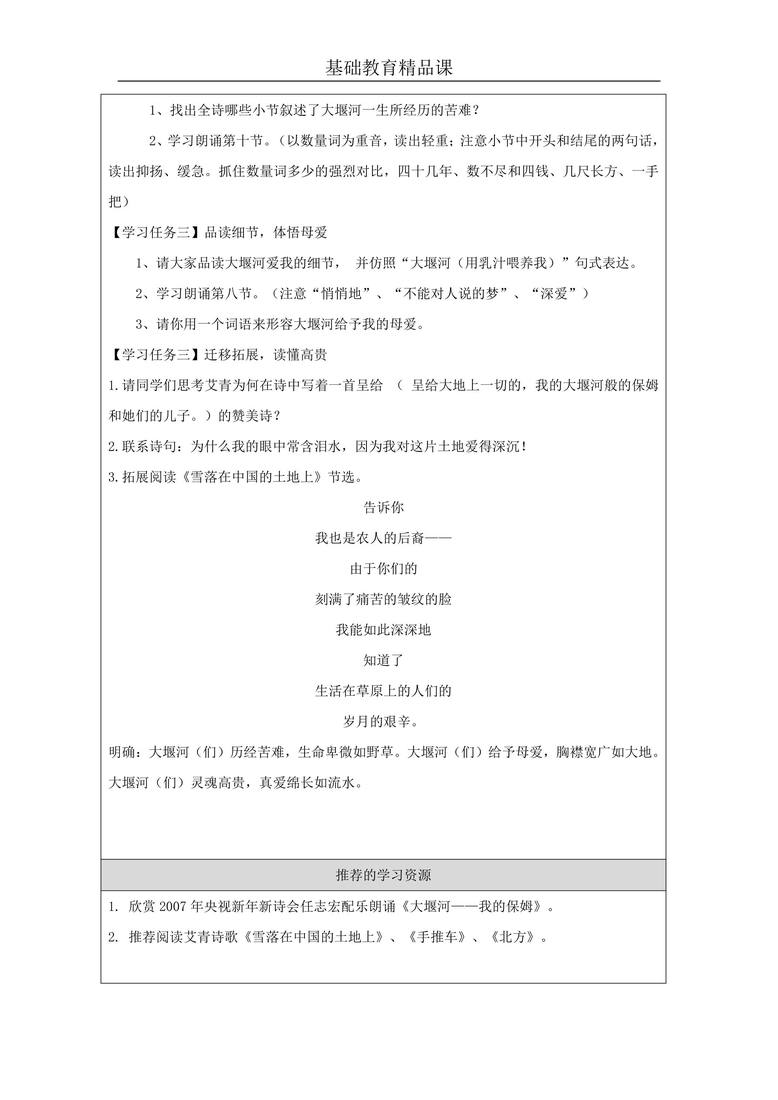 基础教育精品课
1、找出全诗哪些小节叙述了大堰河一生所经历的苦难？
2、学习朗诵第十节。（以数量词为重音，读出轻重；注意小节中开头和结尾的两句话，
读出抑扬、缓急。抓住数量词多少的强烈对比，四十几年、数不尽和四钱、几尺长方、一手
把）
【学习任务三】品读细节，体悟母爱
1、请大家品读大堰河爱我的细节， 并仿照“大堰河（用乳汁喂养我）”句式表达。
2、学习朗诵第八节。（注意“悄悄地”、“不能对人说的梦”、“深爱”）
3、请你用一个词语来形容大堰河给予我的母爱。
【学习任务三】迁移拓展，读懂高贵
1.请同学们思考艾青为何在诗中写着一首呈给 （ 呈给大地上一切的，我的大堰河般的保姆
和她们的儿子。）的赞美诗？
2.联系诗句：为什么我的眼中常含泪水，因为我对这片土地爱得深沉！
3.拓展阅读《雪落在中国的土地上》节选。
告诉你
我也是农人的后裔——
由于你们的
刻满了痛苦的皱纹的脸
我能如此深深地
知道了
生活在草原上的人们的
岁月的艰辛。
明确：大堰河（们）历经苦难，生命卑微如野草。大堰河（们）给予母爱，胸襟宽广如大地。
大堰河（们）灵魂高贵，真爱绵长如流水。
推荐的学习资源
1. 欣赏 2007 年央视新年新诗会任志宏配乐朗诵《大堰河——我的保姆》。
2. 推荐阅读艾青诗歌《雪落在中国的土地上》、《手推车》、《北方》。